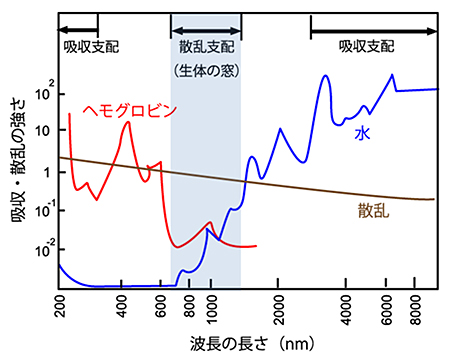 吸収支配
散乱支配
(生体の窓)
吸収支配
吸収・散乱の強さ
10²
10
1
10⁻¹
10⁻²
ヘモグロビン
水
散乱
200
400
600
800
1000
2000
4000
6000
8000
波長の長さ（nm）